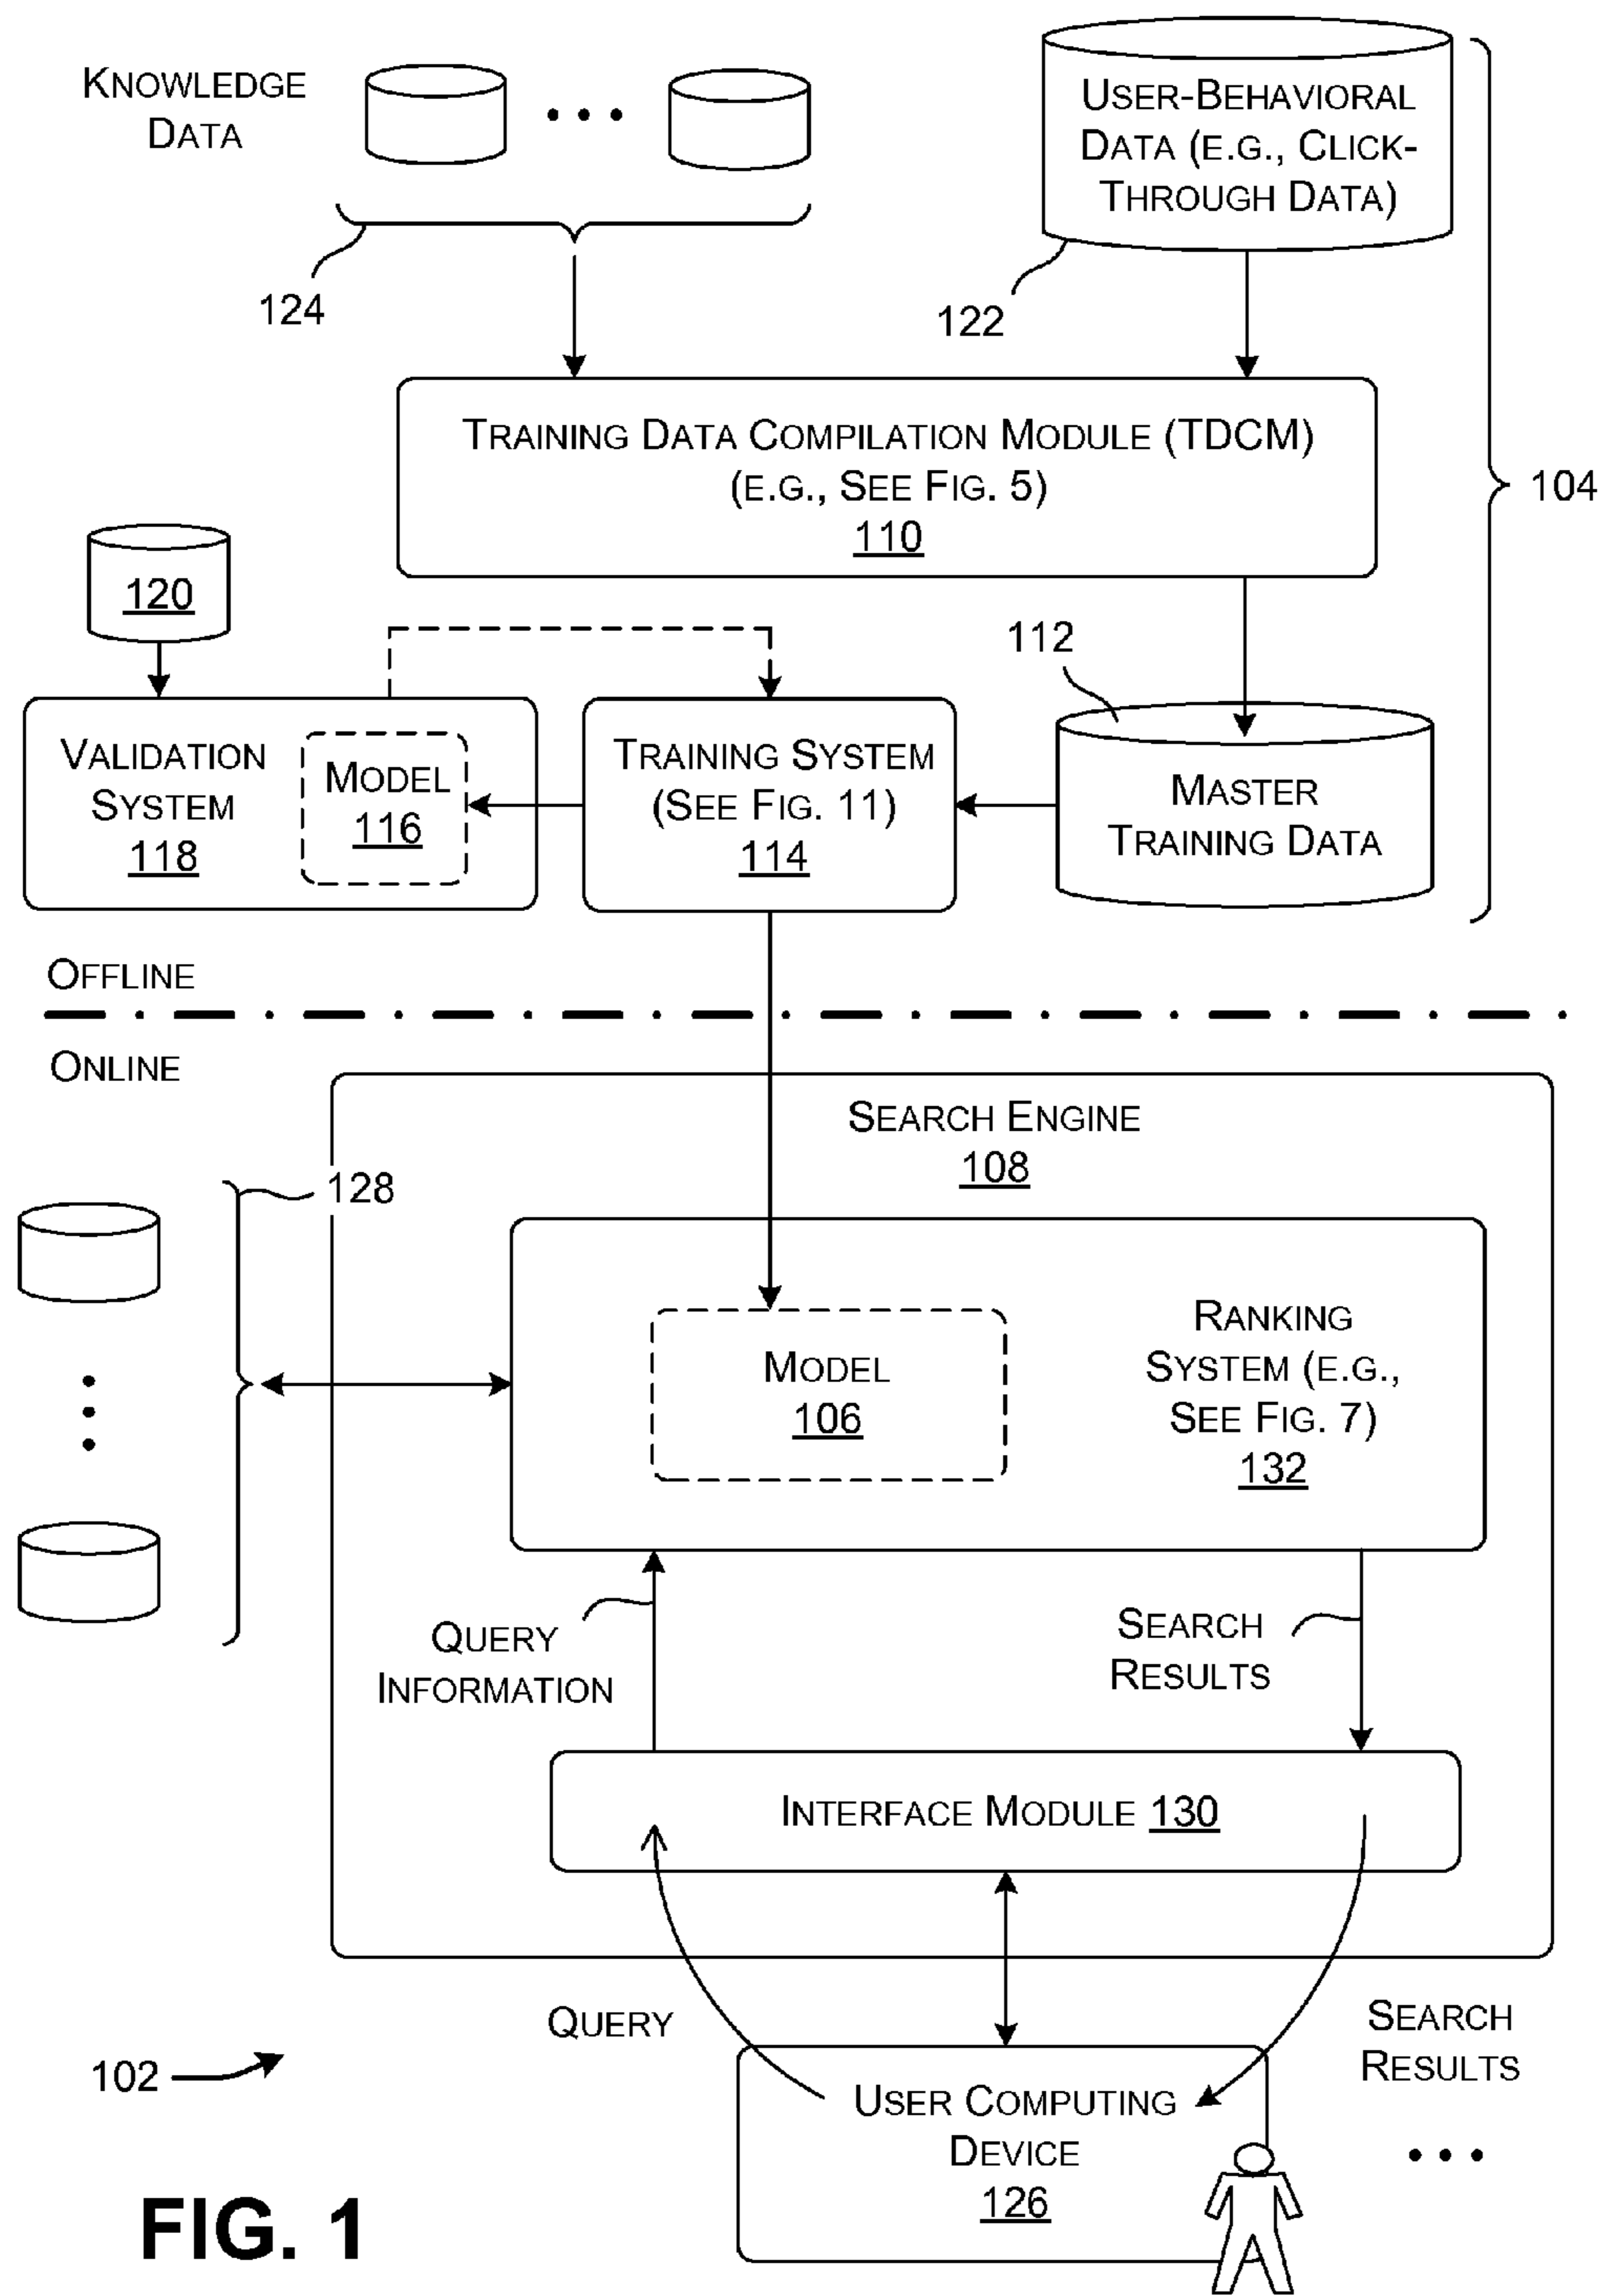 Knowledge
Data
User-Behavioral
Data (e.g., Click-
Through Data)
124
122
104
Training Data Compilation Module (TDCM)
(e.g., See Fig. 5)
110
120
112
Validation
System
118
Model
116
Training System
(See Fig. 11)
114
Master
Training Data
Offline
Online
Search Engine
108
128
Model
106
Ranking
System (e.g.,
See Fig. 7)
132
Query
Information
Search
Results
Interface Module 130
Query
Search
Results
102
User Computing
Device
126
FIG. 1